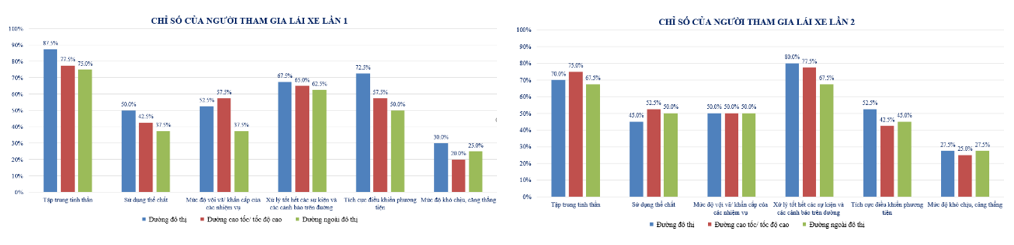 CHỈ SỐ CỦA NGƯỜI THAM GIA LÁI XE LẦN 1
100%
90%
80%
70%
60%
50%
40%
30%
20%
10%
0%
87.5%
77.5%
75.0%
50.0%
42.5%
37.5%
52.5%
57.5%
37.5%
67.5%
65.0%
62.5%
72.5%
57.5%
50.0%
30.0%
20.0%
25.0%
Tập trung tinh thần
Sử dụng thể chất
Mức độ vội vã/ khẩn cấp của
các nhiệm vụ
Xử lý tốt hết các sự kiện và
các cảnh báo trên đường
Tích cực điều khiển phương
tiện
Mức độ khó chịu, căng thẳng
Đường đô thị
Đường cao tốc/ tốc độ cao
Đường ngoài đô thị
CHỈ SỐ CỦA NGƯỜI THAM GIA LÁI XE LẦN 2
100%
90%
80%
70%
60%
50%
40%
30%
20%
10%
0%
70.0%
75.0%
67.5%
45.0%
52.5%
50.0%
50.0%
50.0%
50.0%
80.0%
77.5%
67.5%
52.5%
42.5%
45.0%
27.5%
25.0%
27.5%
Tập trung tinh thần
Sử dụng thể chất
Mức độ vội vã/ khẩn cấp của
các nhiệm vụ
Xử lý tốt hết các sự kiện và
các cảnh báo trên đường
Tích cực điều khiển phương
tiện
Mức độ khó chịu, căng thẳng
Đường đô thị
Đường cao tốc/ tốc độ cao
Đường ngoài đô thị